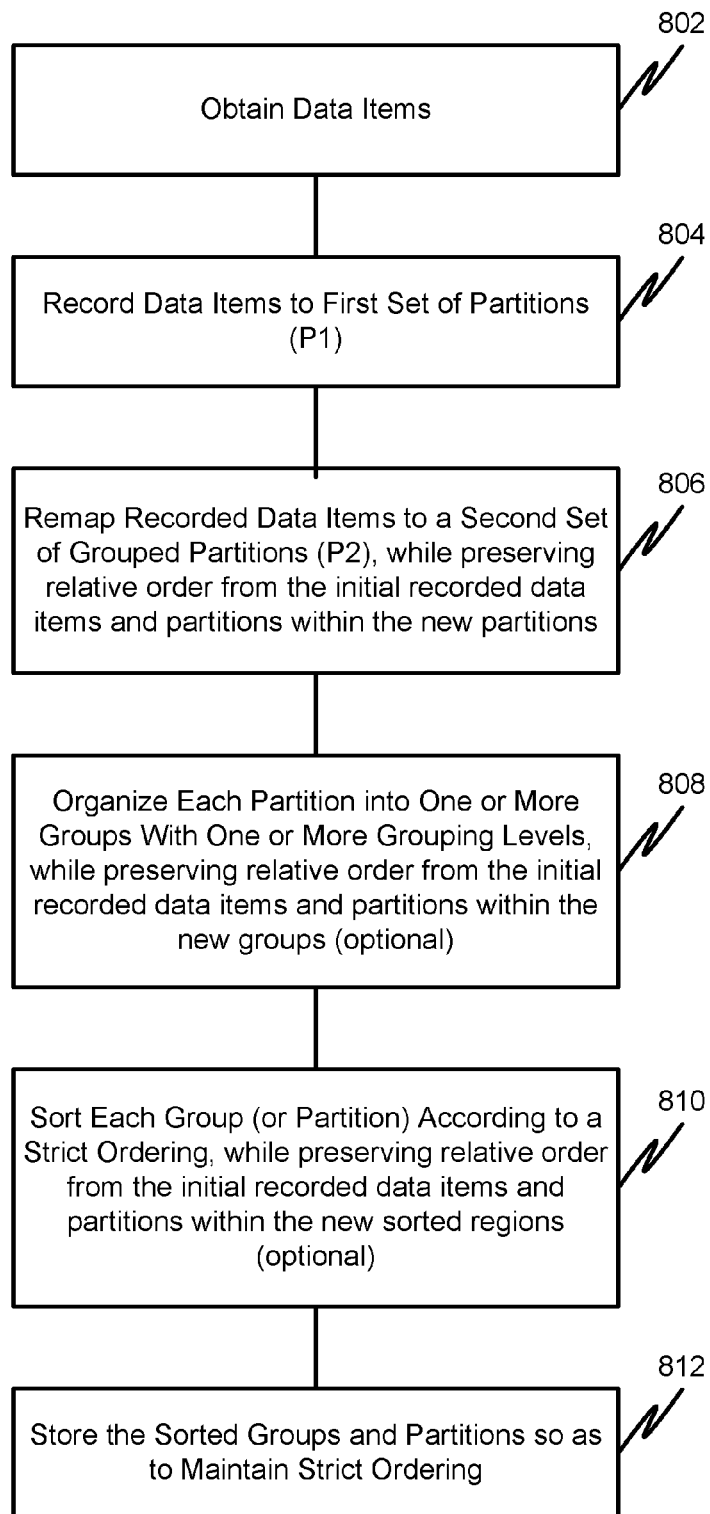 802
Obtain Data Items
804
Record Data Items to First Set of Partitions
(P1)
806
Remap Recorded Data Items to a Second Set
of Grouped Partitions (P2), while preserving
relative order from the initial recorded data
items and partitions within the new partitions
808
Organize Each Partition into One or More
Groups With One or More Grouping Levels,
while preserving relative order from the initial
recorded data items and partitions within the
new groups (optional)
810
Sort Each Group (or Partition) According to a
Strict Ordering, while preserving relative order
from the initial recorded data items and
partitions within the new sorted regions
(optional)
812
Store the Sorted Groups and Partitions so as
to Maintain Strict Ordering